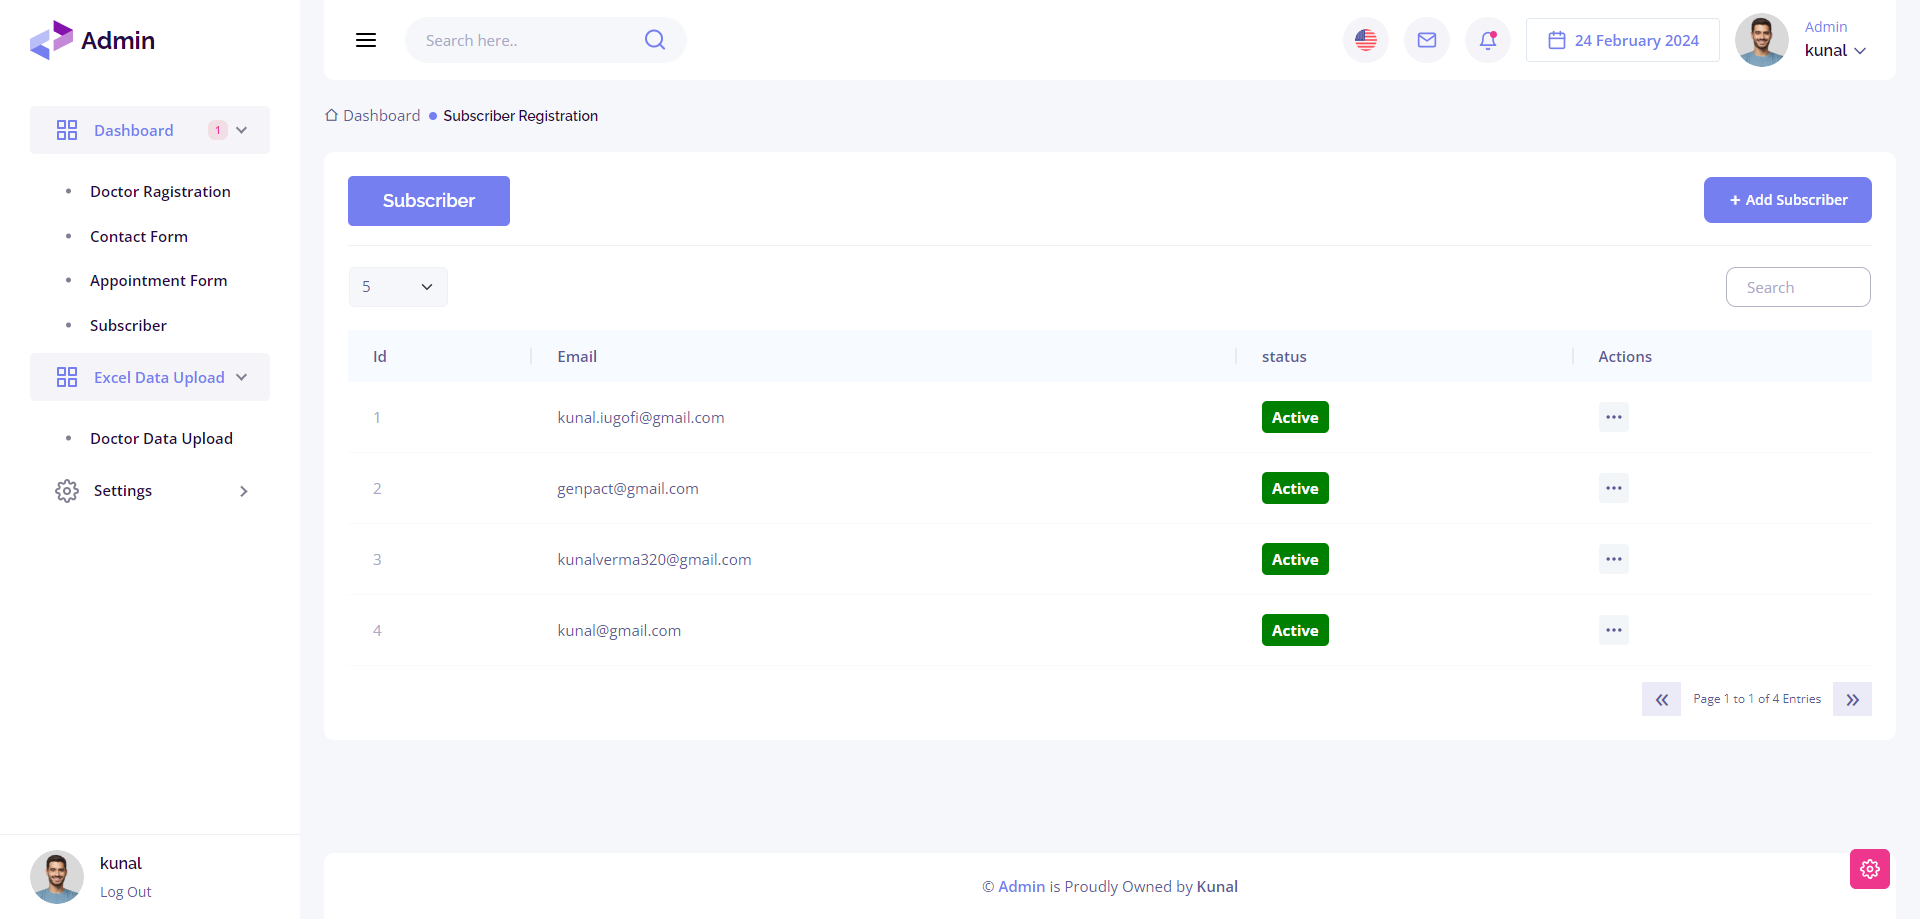 Admin
Search here..
24 February 2024
Admin
kunal
Dashboard 1
Doctor Ragistration
Contact Form
Appointment Form
Subscriber
Excel Data Upload
Doctor Data Upload
Settings
kunal
Log Out
Dashboard Subscriber Registration
Subscriber
+ Add Subscriber
5
Search
Id Email status Actions
1 kunal.iugofi@gmail.com Active
2 genpact@gmail.com Active
3 kunalverma320@gmail.com Active
4 kunal@gmail.com Active
« Page 1 to 1 of 4 Entries »
© Admin is Proudly Owned by Kunal